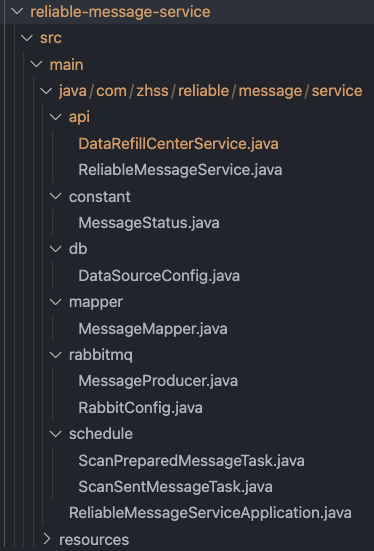 reliable-message-service
src
main
java/com/zhss/reliable/message/service
api
DataRefillCenterService.java
ReliableMessageService.java
constant
MessageStatus.java
db
DataSourceConfig.java
mapper
MessageMapper.java
rabbitmq
MessageProducer.java
RabbitConfig.java
schedule
ScanPreparedMessageTask.java
ScanSentMessageTask.java
ReliableMessageServiceApplication.java
resources